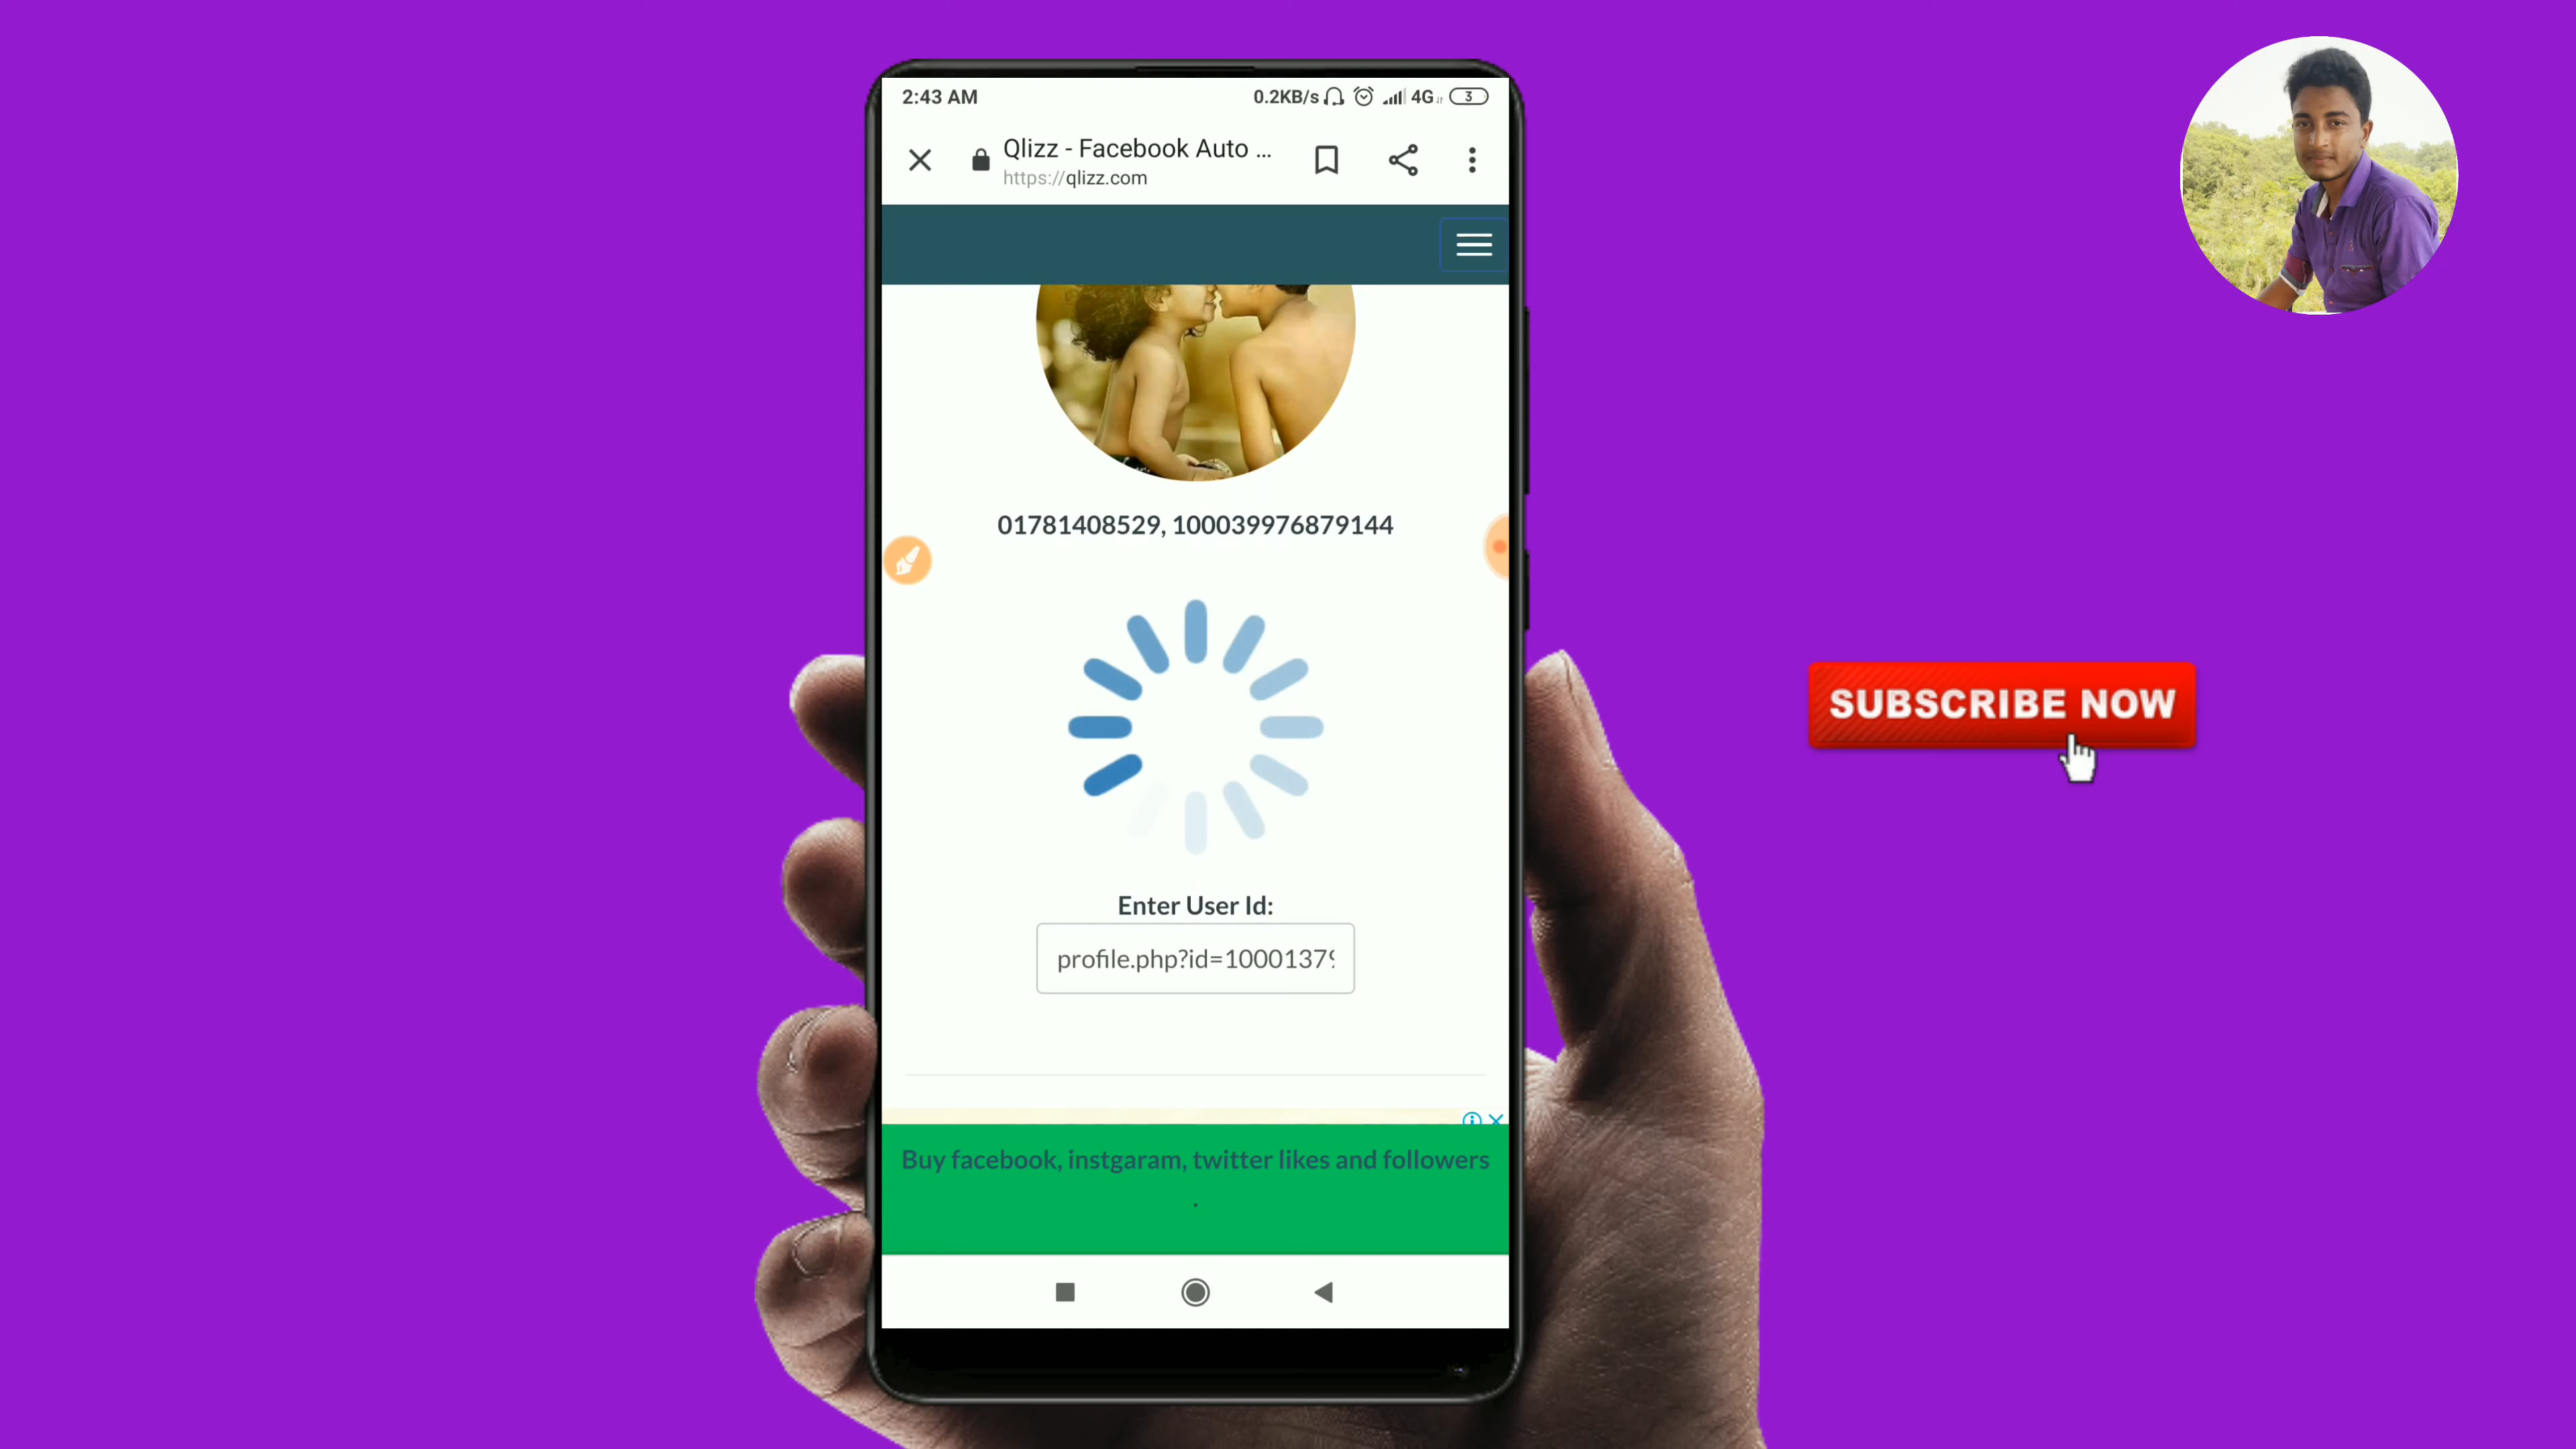 2:43 AM
0.2KB/s 4G 3
Qlizz - Facebook Auto ...
https://qlizz.com
01781408529, 100039976879144
Enter User Id:
profile.php?id=10001379
Buy facebook, instgaram, twitter likes and followers
.
SUBSCRIBE NOW